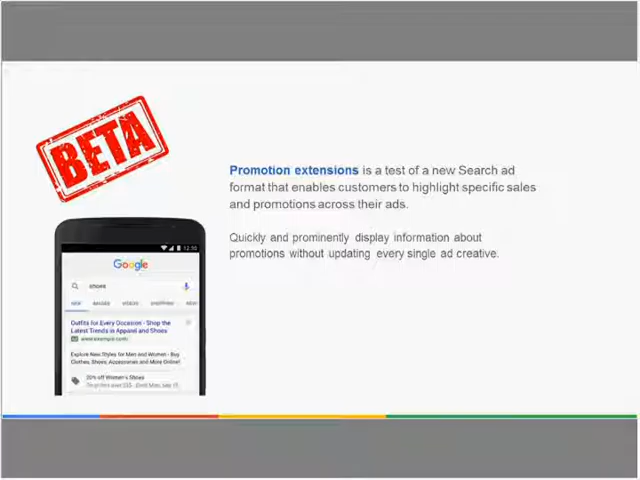 BETA
Promotion extensions is a test of a new Search ad
format that enables customers to highlight specific sales
and promotions across their ads.
Quickly and prominently display information about
promotions without updating every single ad creative.
Google
shoes
Outfits for Every Occasion - Shop the
Latest Trends in Apparel and Shoes
Explore New Styles for Men and Women - Buy
Clothes, Shoes, Accessories and More Online!
20% off Women's Shoes